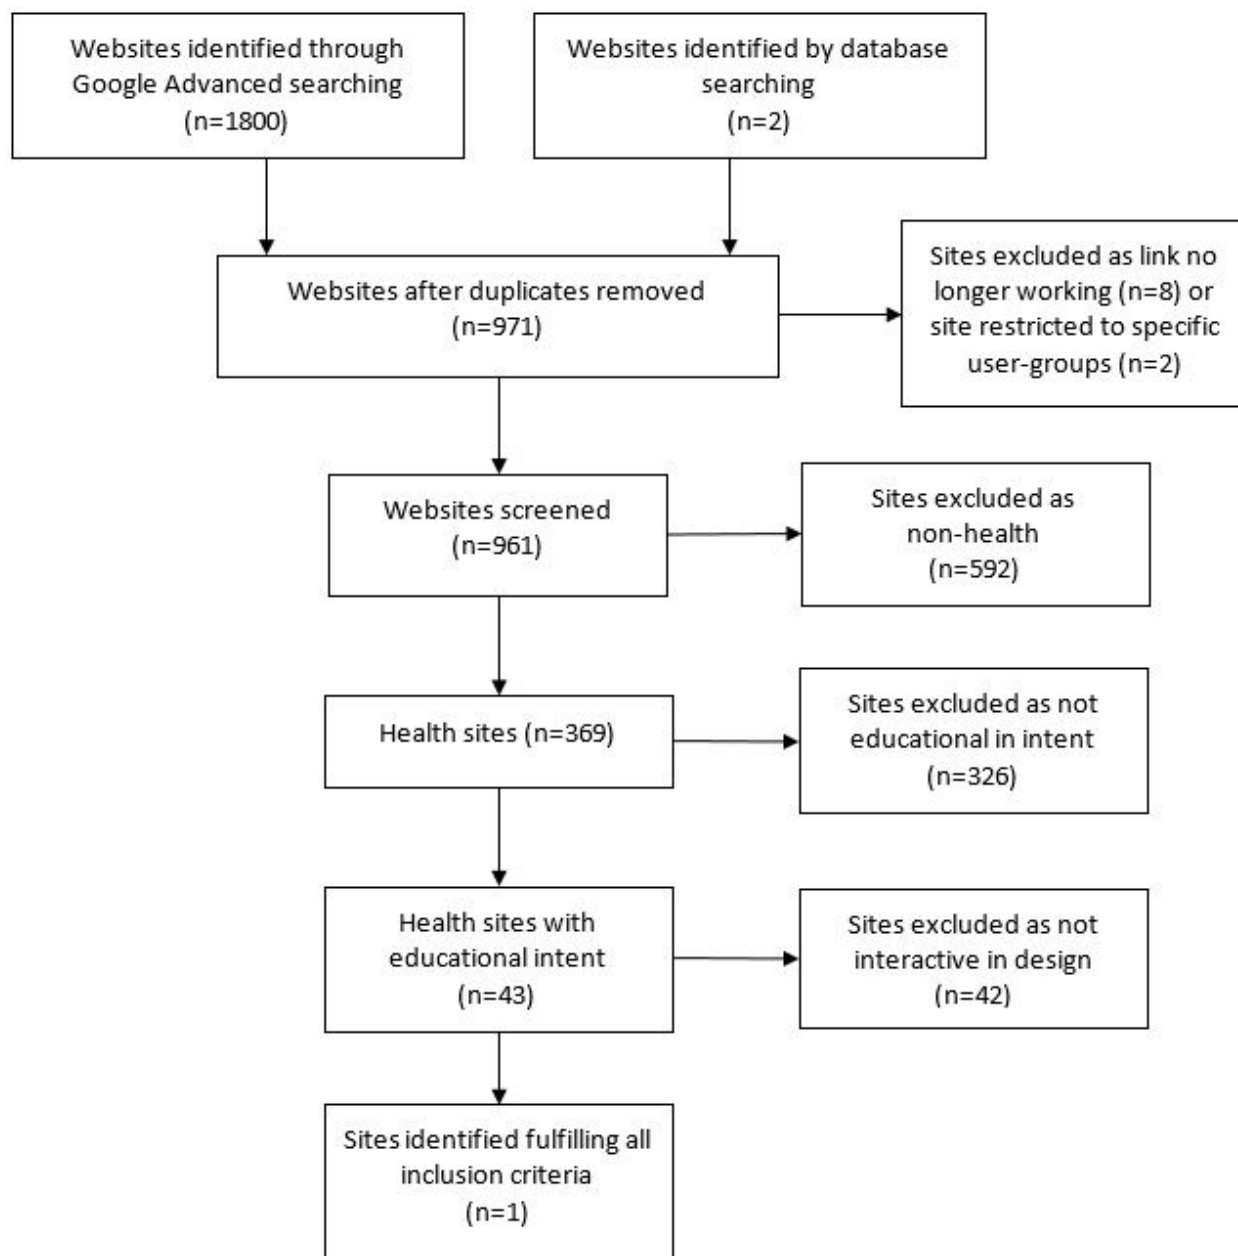 Websites identified through
Google Advanced searching
(n=1800)
Websites identified by database
searching
(n=2)
Websites after duplicates removed
(n=971)
Sites excluded as link no
longer working (n=8) or
site restricted to specific
user-groups (n=2)
Websites screened
(n=961)
Sites excluded as
non-health
(n=592)
Health sites (n=369)
Sites excluded as not
educational in intent
(n=326)
Health sites with
educational intent
(n=43)
Sites excluded as not
interactive in design
(n=42)
Sites identified fulfilling all
inclusion criteria
(n=1)